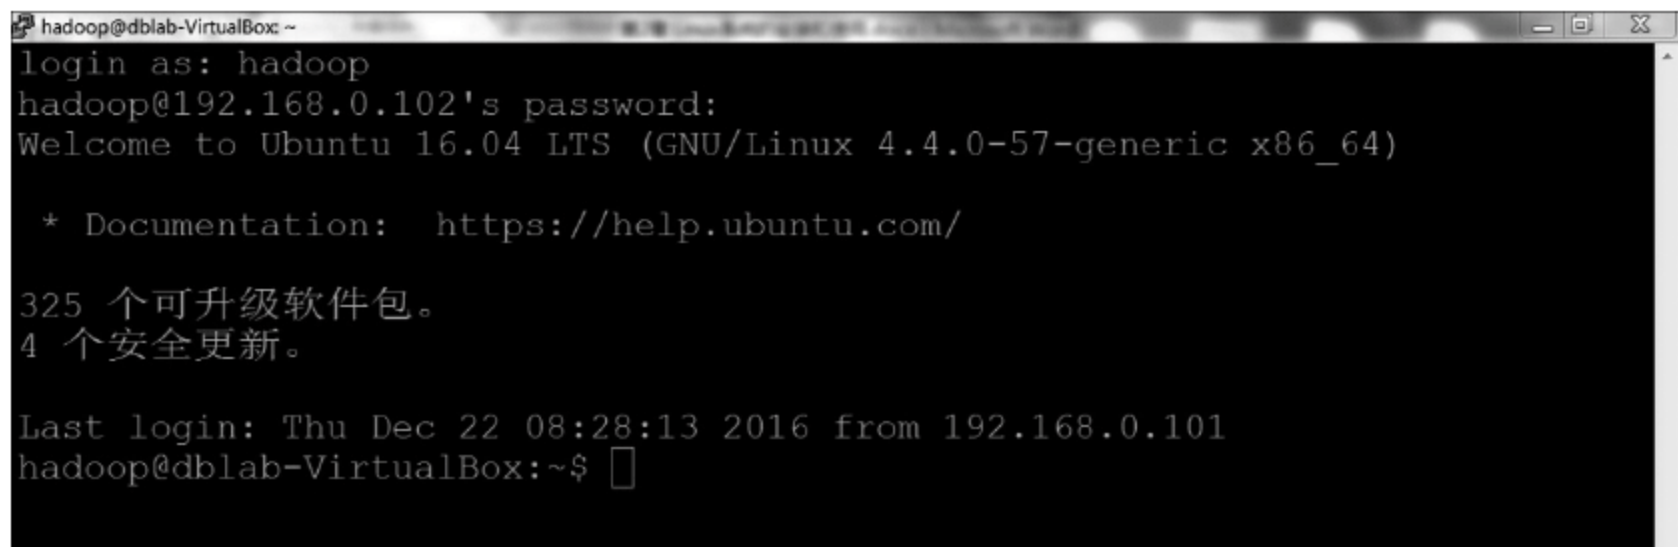 hadoop@dblab-VirtualBox: ~
login as: hadoop
hadoop@192.168.0.102's password:
Welcome to Ubuntu 16.04 LTS (GNU/Linux 4.4.0-57-generic x86_64)
* Documentation:  https://help.ubuntu.com/
325 个可升级软件包。
4 个安全更新。
Last login: Thu Dec 22 08:28:13 2016 from 192.168.0.101
hadoop@dblab-VirtualBox:~$